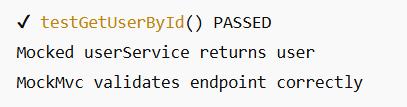 ✔ testGetUserById() PASSED
Mocked userService returns user
MockMvc validates endpoint correctly